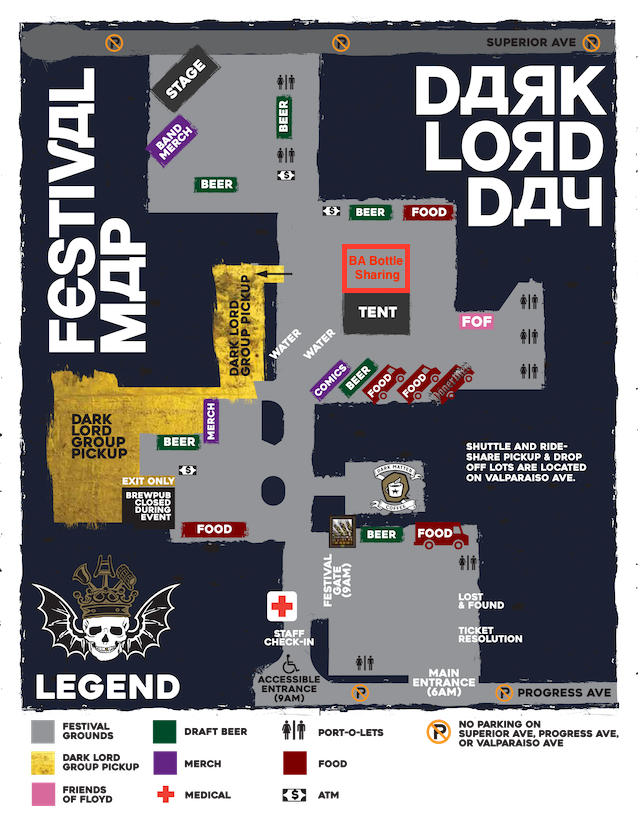 SUPERIOR AVE
DARK
LORD
DAY
FESTIVAL
MAP
STAGE
BAND
MERCH
BEER
BEER
$
$
BEER
FOOD
BA Bottle
Sharing
TENT
FOF
DARK LORD
GROUP PICKUP
WATER
WATER
COMICS
BEER
FOOD
FOOD
DARK
LORD
GROUP
PICKUP
MERCH
BEER
$
EXIT ONLY
BREWPUB
CLOSED
DURING
EVENT
FOOD
SHUTTLE AND RIDE-
SHARE PICKUP & DROP
OFF LOTS ARE LOCATED
ON VALPARAISO AVE.
DARK MATTER
COFFEE
BEER
FOOD
FESTIVAL
GATE
(9AM)
LOST
& FOUND
TICKET
RESOLUTION
STAFF
CHECK-IN
ACCESSIBLE
ENTRANCE
(9AM)
MAIN
ENTRANCE
(6AM)
PROGRESS AVE
LEGEND
FESTIVAL
GROUNDS
DARK LORD
GROUP PICKUP
FRIENDS
OF FLOYD
DRAFT BEER
MERCH
MEDICAL
PORT-O-LETS
FOOD
$ ATM
NO PARKING ON
SUPERIOR AVE, PROGRESS AVE,
OR VALPARAISO AVE